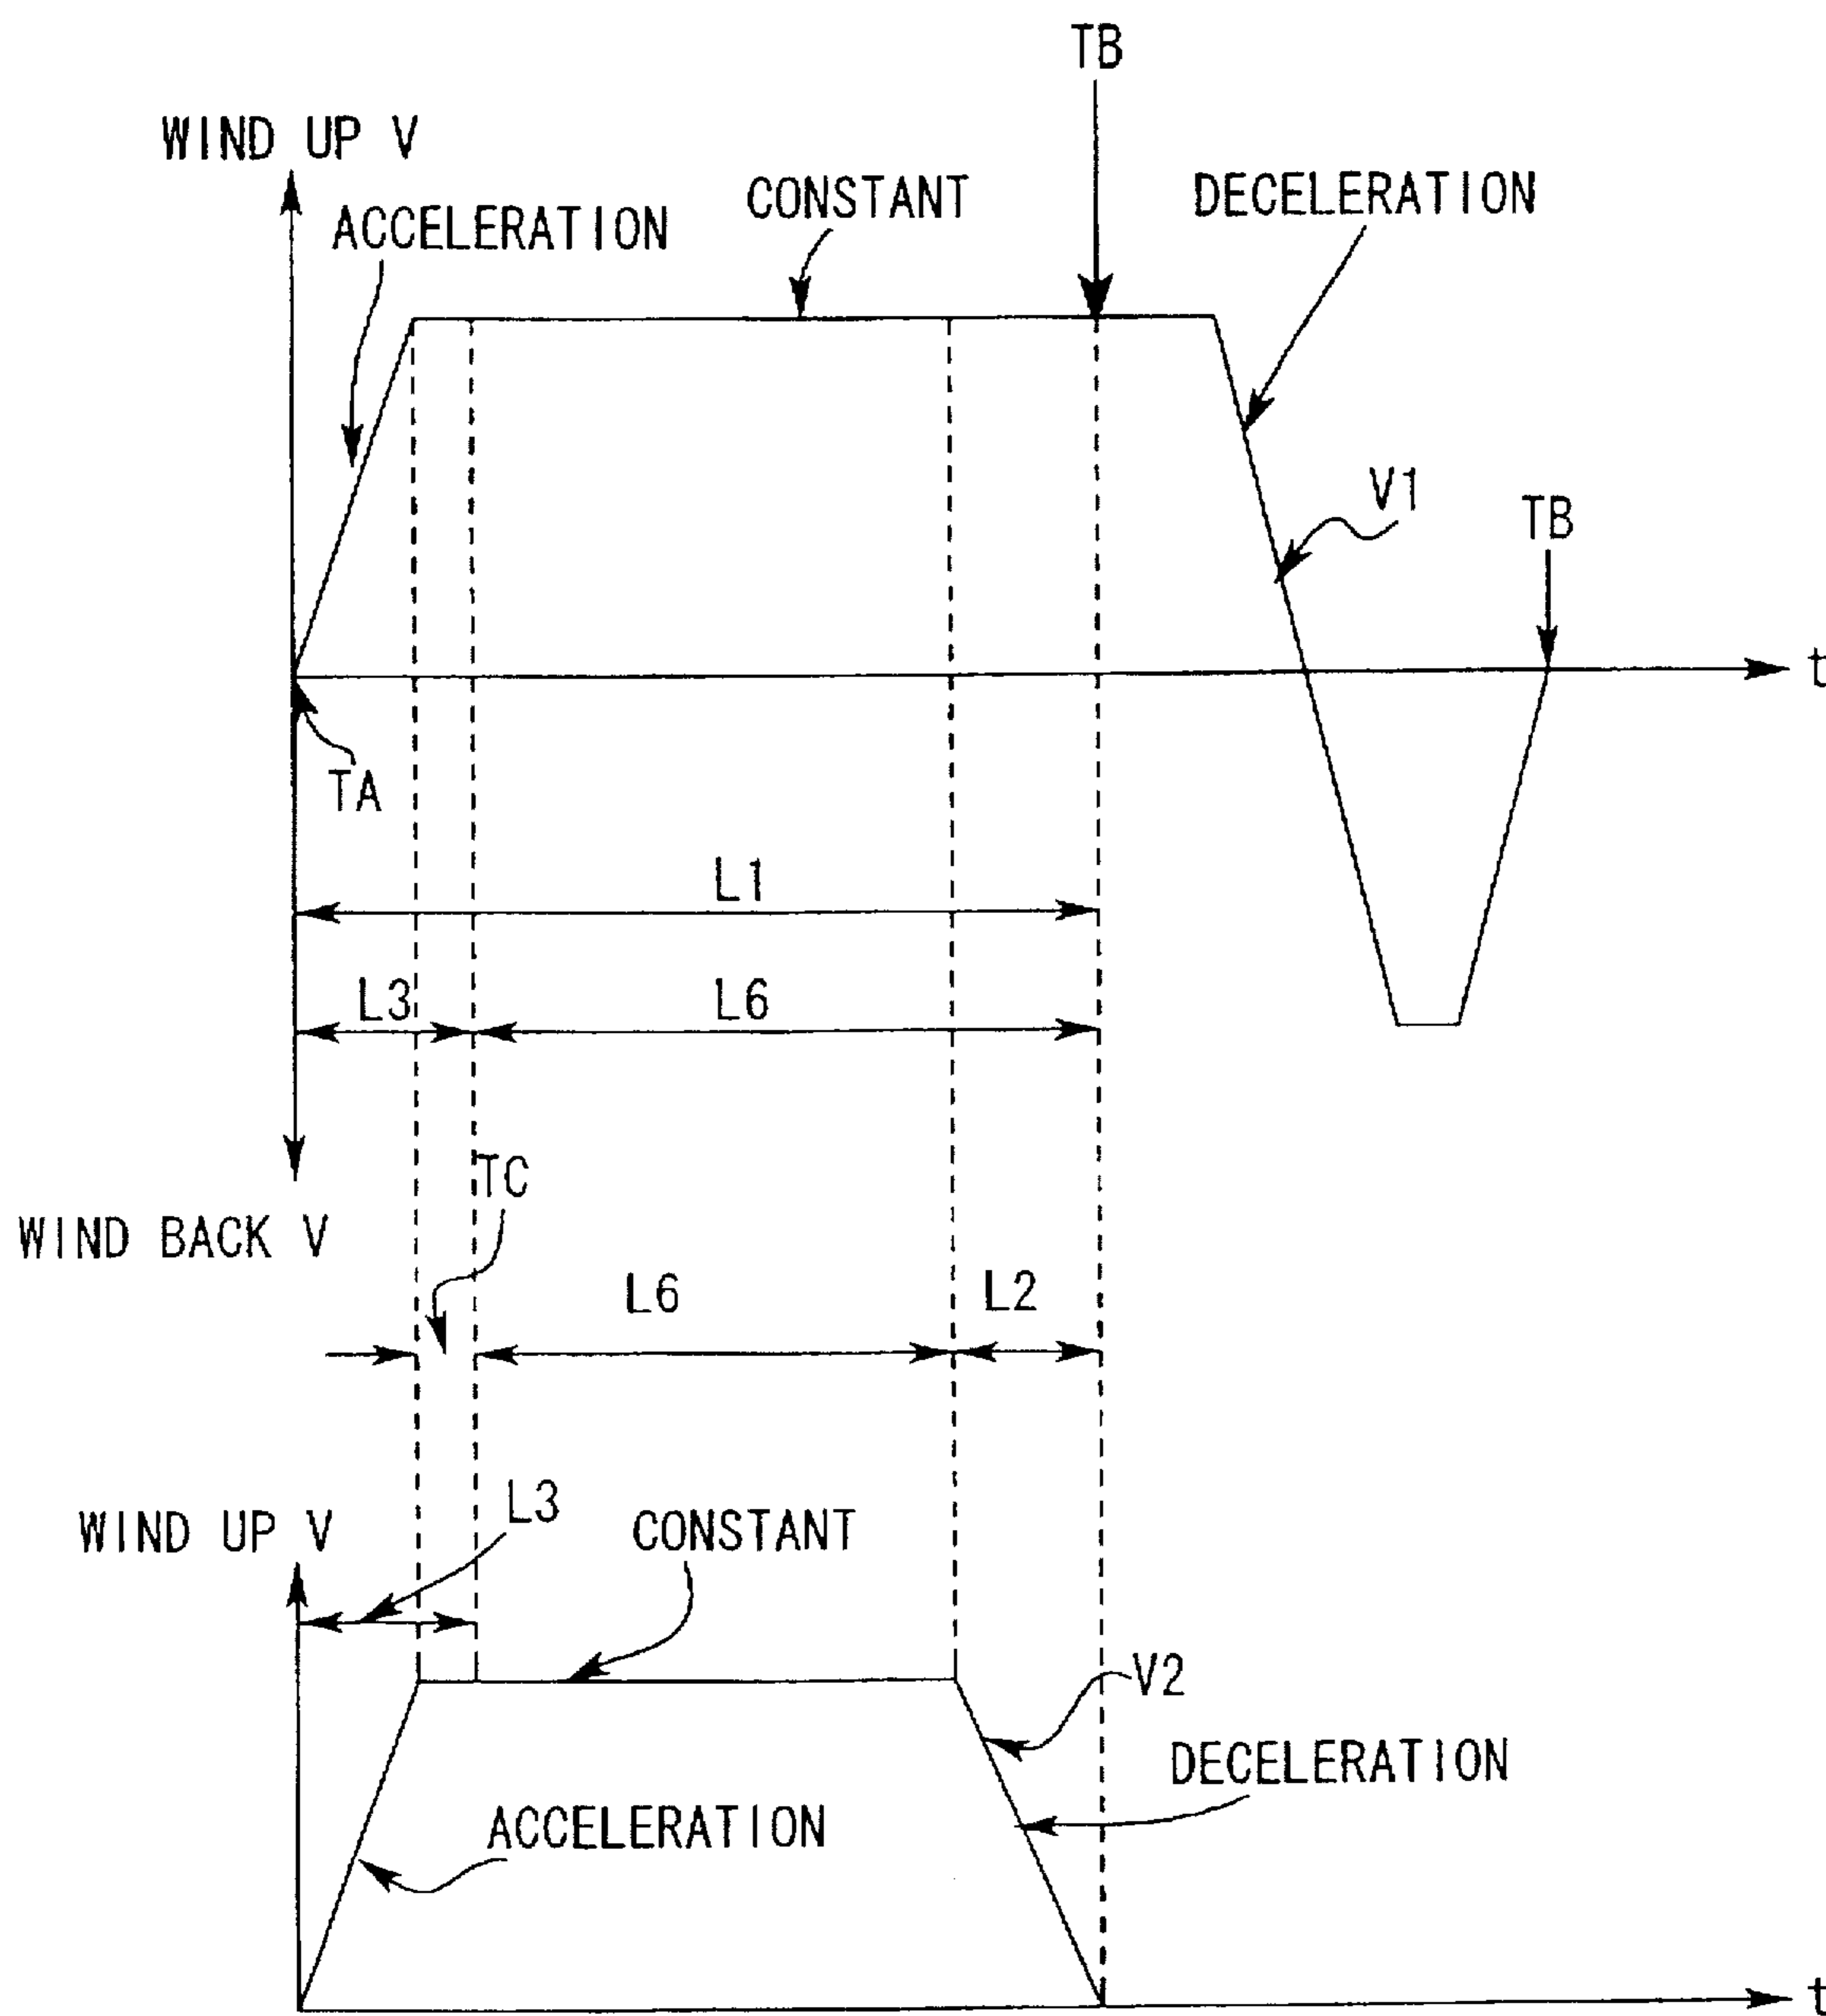 TB
WIND UP V
CONSTANT
DECELERATION
ACCELERATION
V1
TB
t
TA
L1
L3
L6
TC
WIND BACK V
L6
L2
L3
WIND UP V
CONSTANT
V2
DECELERATION
ACCELERATION
t